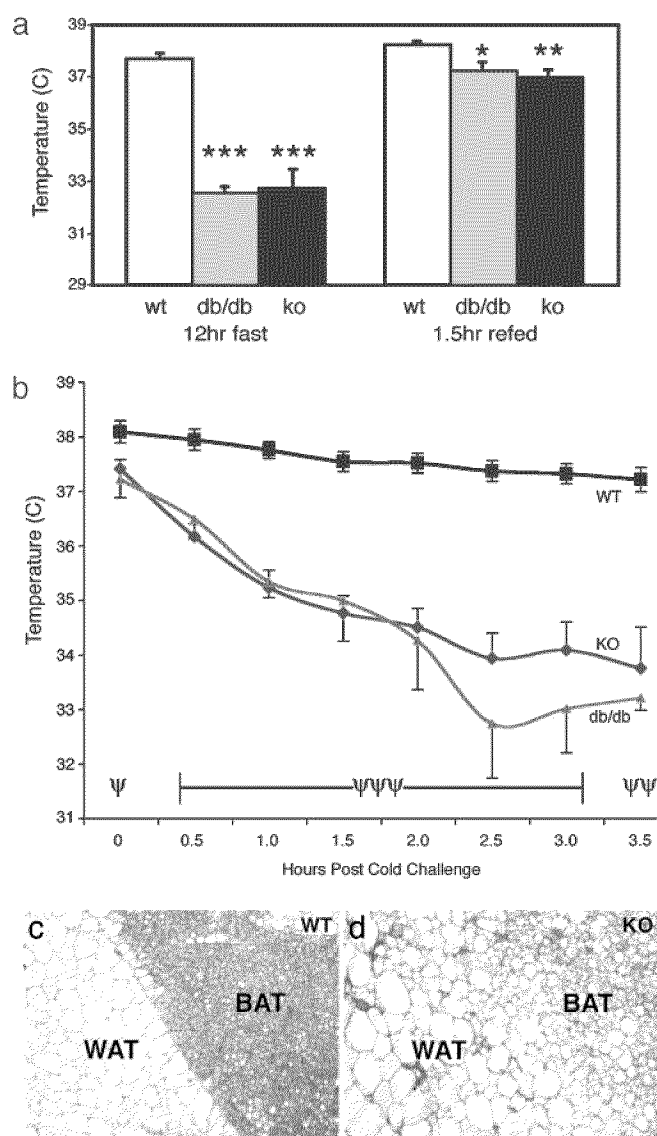 a
39
37
35
33
31
29
Temperature (C)
*** ***
* **
wt db/db ko wt db/db ko
12hr fast 1.5hr refed
b
39
38
37
36
35
34
33
32
31
Temperature (C)
WT
KO
db/db
ψ ψψψ ψψ
0 0.5 1.0 1.5 2.0 2.5 3.0 3.5
Hours Post Cold Challenge
c WT
BAT
WAT
d KO
BAT
WAT